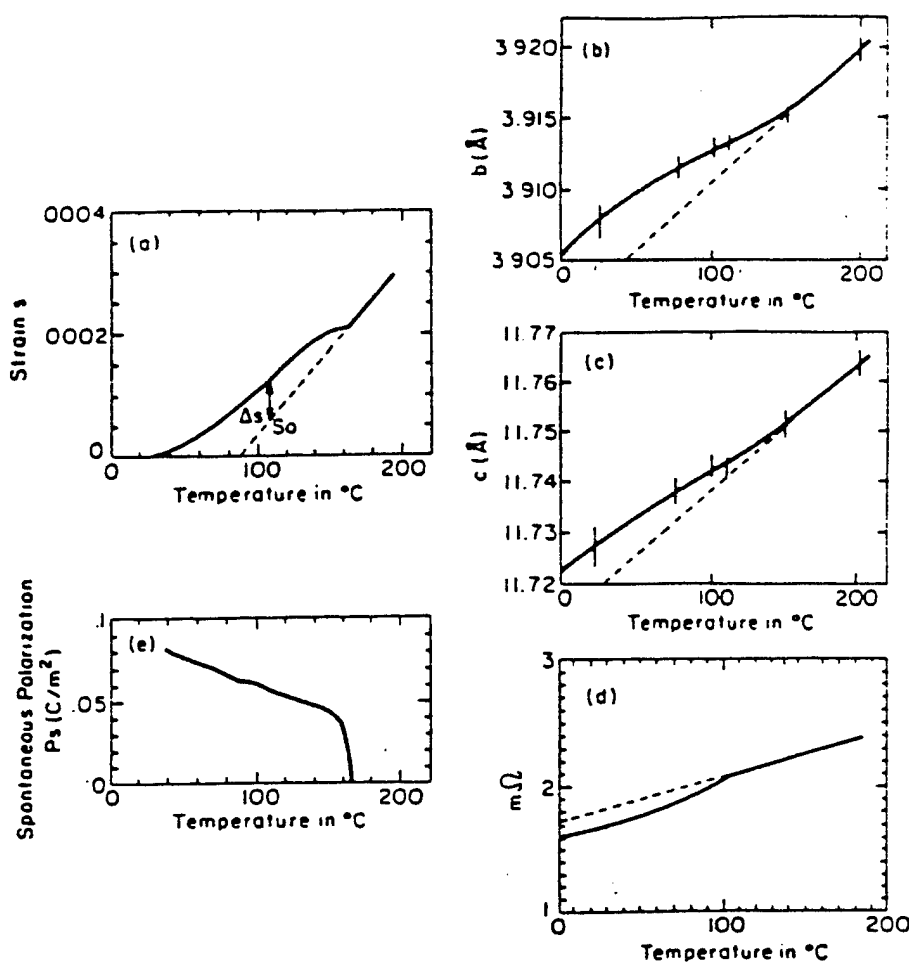 (a)
0004
0002
0
Strain s
Δs
So
0
100
200
Temperature in °C
(b)
3 920
3.915
3.910
3 905
b (Å)
0
100
200
Temperature in °C
(c)
11.77
11.76
11.75
11.74
11.73
11.72
c (Å)
0
100
200
Temperature in °C
(e)
.1
.05
0
Spontaneous Polarization
Ps (C/m²)
0
100
200
Temperature in °C
(d)
3
2
1
mΩ
0
100
200
Temperature in °C